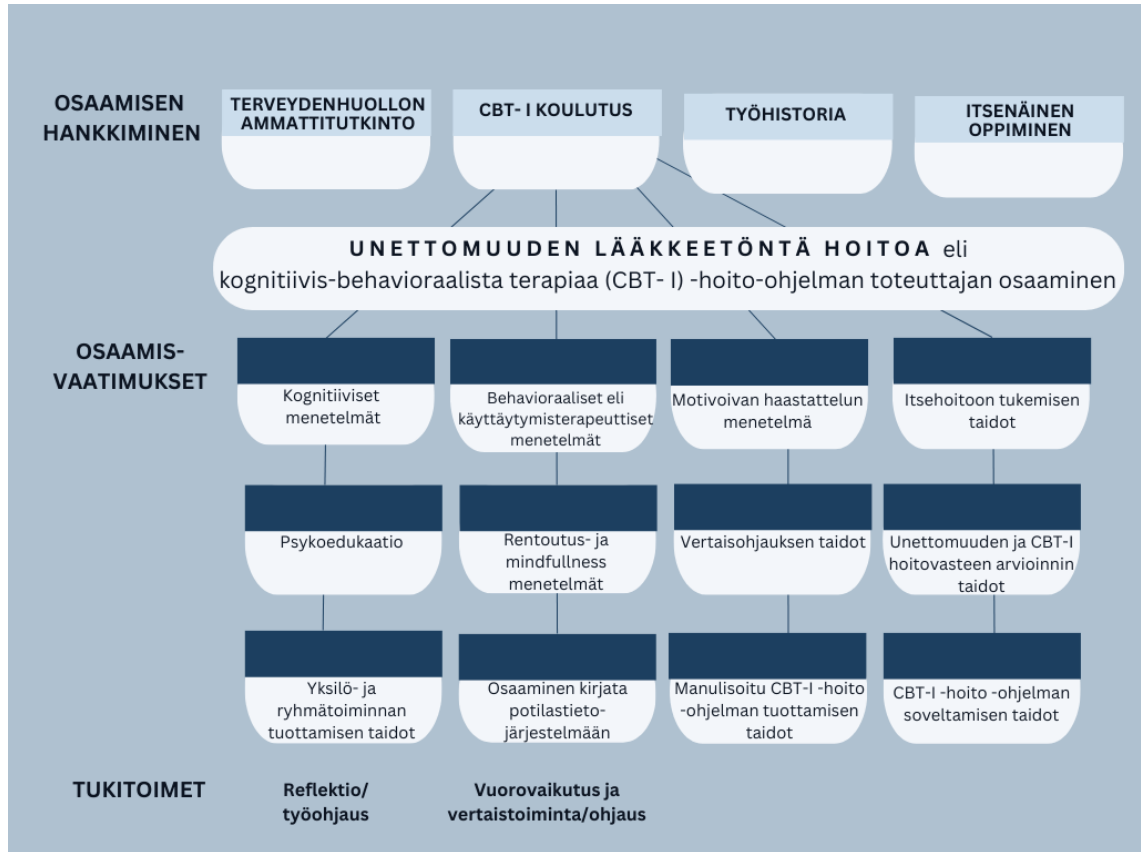 OSAAMISEN
HANKKIMINEN
TERVEYDENHUOLLON
AMMATTITUTKINTO
CBT- I KOULUTUS
TYÖHISTORIA
ITSENÄINEN
OPPIMINEN
UNETTOMUUDEN LÄÄKKEETÖNTÄ HOITOA eli
kognitiivis-behavioraalista terapiaa (CBT- I) -hoito-ohjelman toteuttajan osaaminen
OSAAMIS-
VAATIMUKSET
Kognitiiviset
menetelmät
Behavioraaliset eli
käyttäytymisterapeuttiset
menetelmät
Motivoivan haastattelun
menetelmä
Itsehoitoon tukemisen
taidot
Psykoedukaatio
Rentoutus- ja
mindfullness
menetelmät
Vertaisohjauksen taidot
Unettomuuden ja CBT-I
hoitovasteen arvioinnin
taidot
Yksilö- ja
ryhmätoiminnan
tuottamisen taidot
Osaaminen kirjata
potilastieto-
järjestelmään
Manulisoitu CBT-I -hoito
-ohjelman tuottamisen
taidot
CBT-I -hoito -ohjelman
soveltamisen taidot
TUKITOIMET
Reflektio/
työohjaus
Vuorovaikutus ja
vertaistoiminta/ohjaus